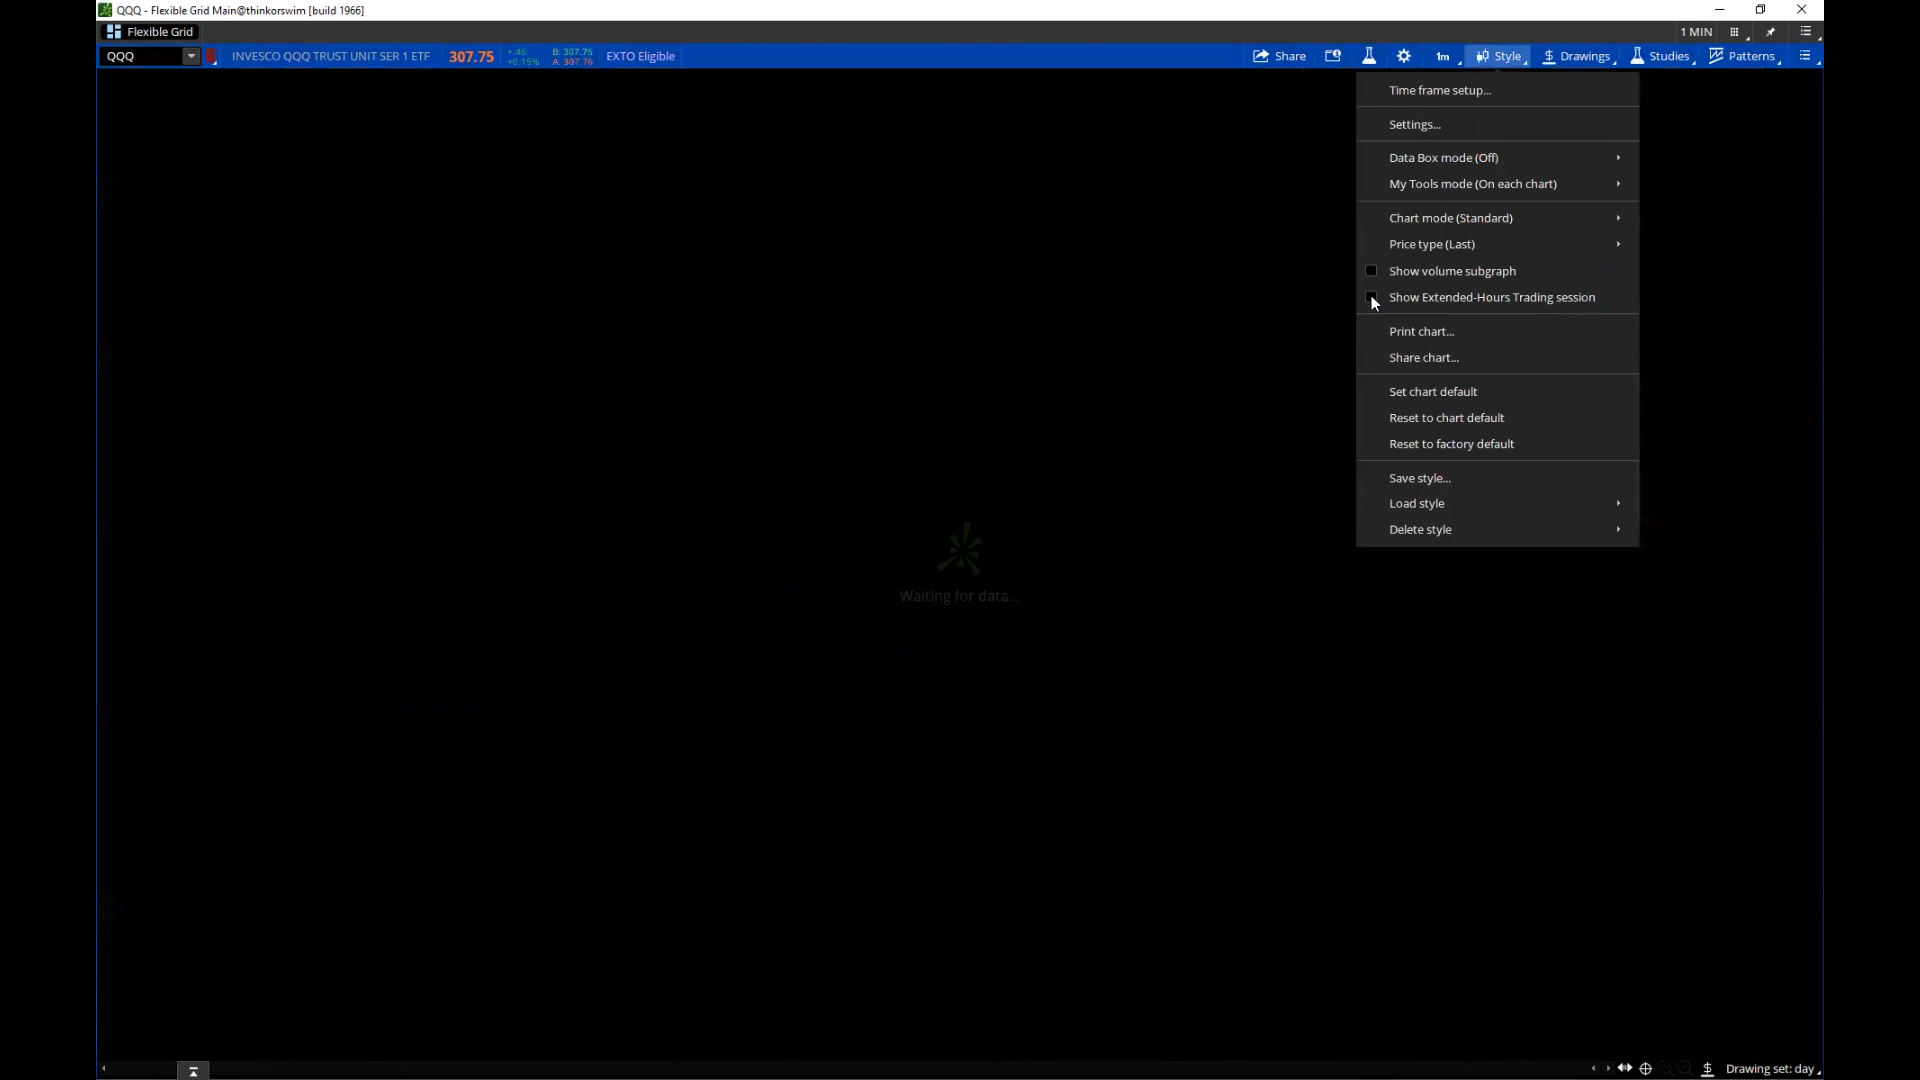 QQQ - Flexible Grid Main@thinkorswim [build 1966]
Flexible Grid
1 MIN
QQQ
INVESCO QQQ TRUST UNIT SER 1 ETF
307.75
+.46
+0.15%
B: 307.75
A: 307.76
EXTO Eligible
Share
1m
Style
Drawings
Studies
Patterns
Time frame setup...
Settings...
Data Box mode (Off)
My Tools mode (On each chart)
Chart mode (Standard)
Price type (Last)
Show volume subgraph
Show Extended-Hours Trading session
Print chart...
Share chart...
Set chart default
Reset to chart default
Reset to factory default
Save style...
Load style
Delete style
Waiting for data...
Drawing set: day